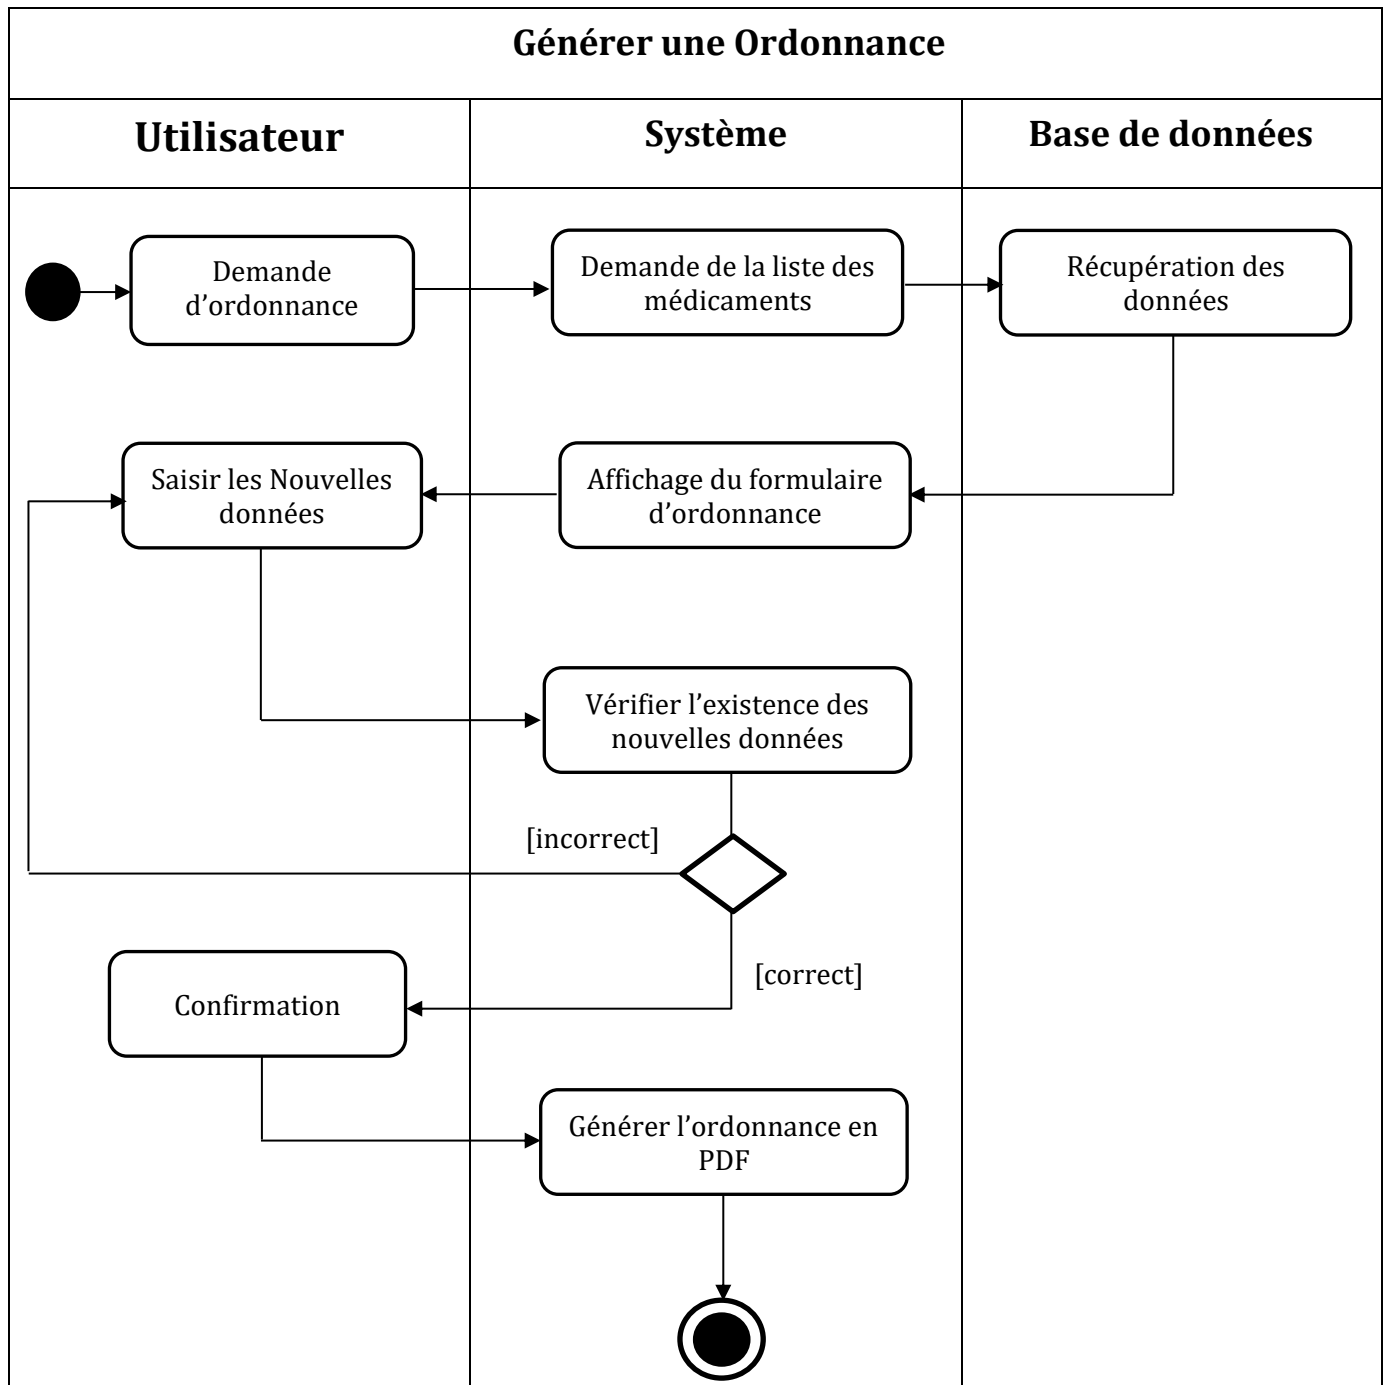 Générer une Ordonnance
Utilisateur
Système
Base de données
Demande
d’ordonnance
Demande de la liste des
médicaments
Récupération des
données
Saisir les Nouvelles
données
Affichage du formulaire
d’ordonnance
Vérifier l’existence des
nouvelles données
[incorrect]
[correct]
Confirmation
Générer l’ordonnance en
PDF